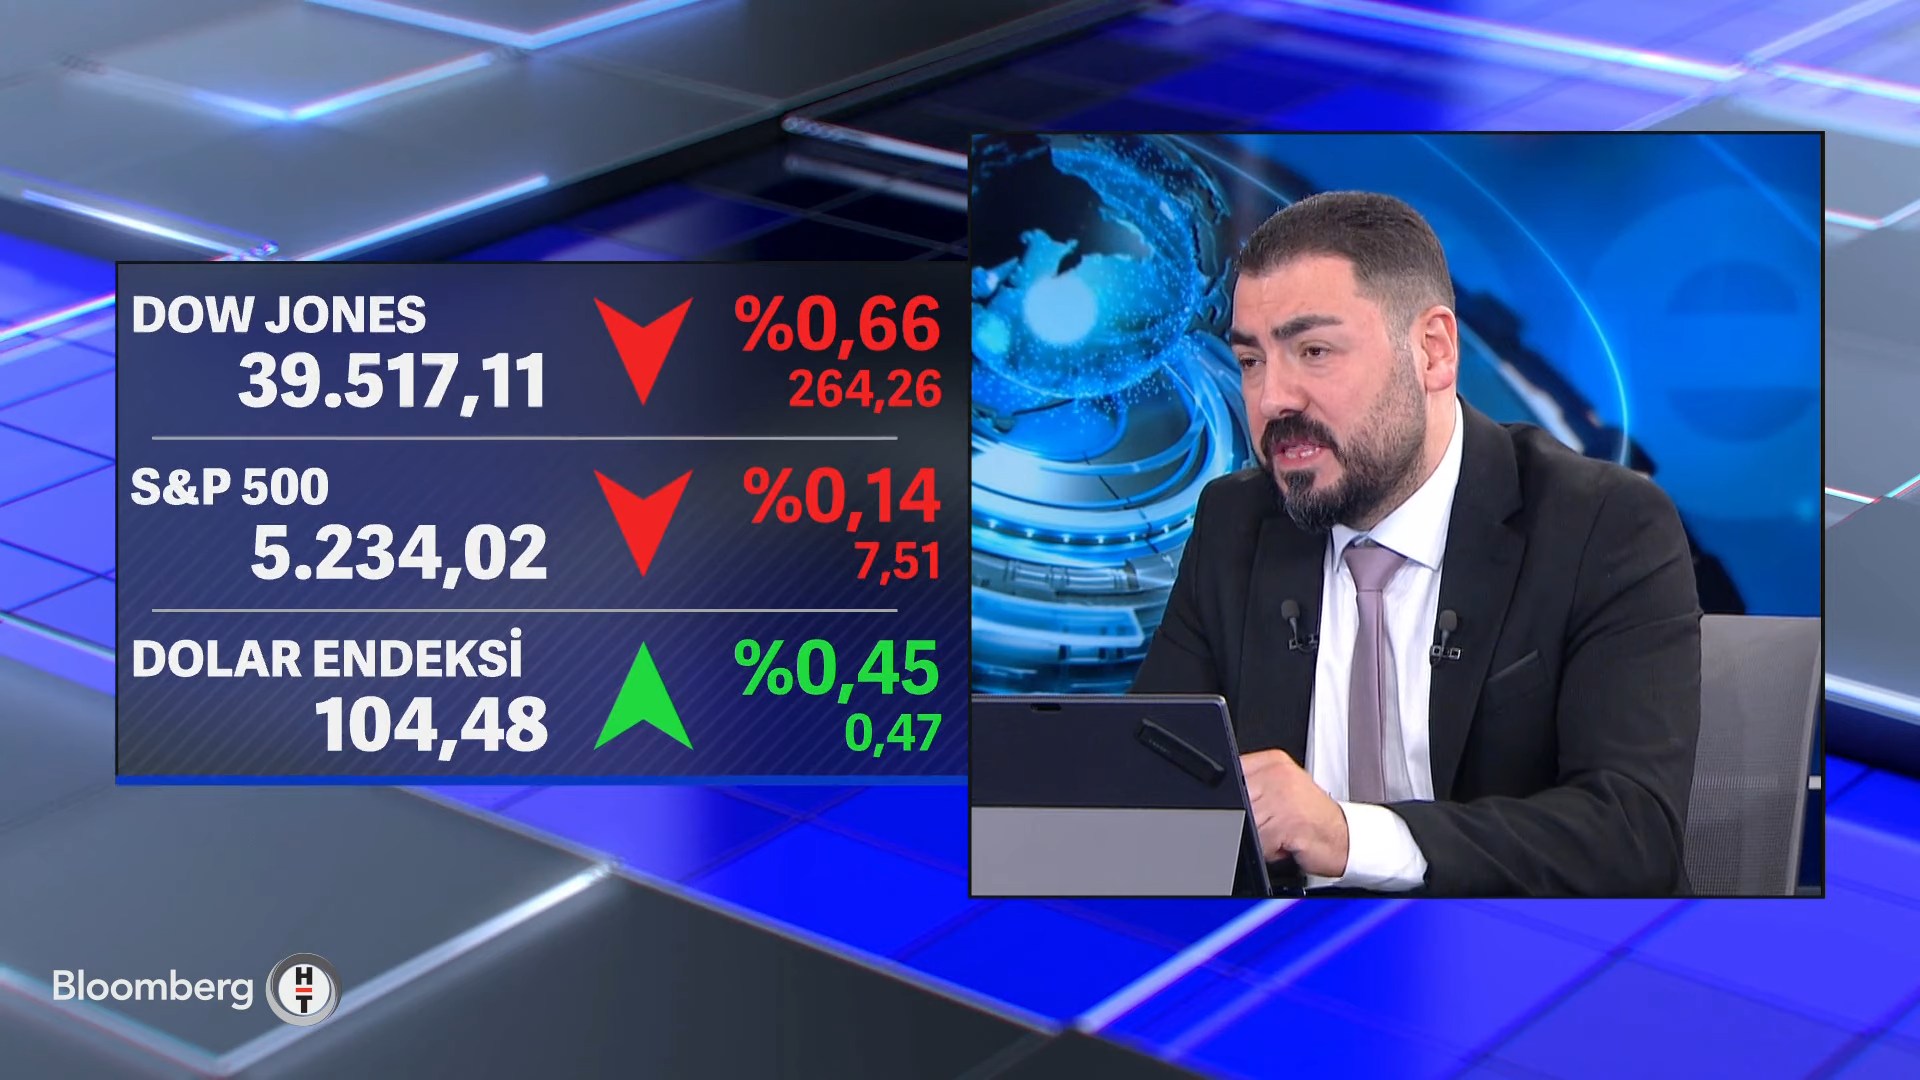 DOW JONES
39.517,11
%0,66
264,26
S&P 500
5.234,02
%0,14
7,51
DOLAR ENDEKSİ
104,48
%0,45
0,47
Bloomberg HT